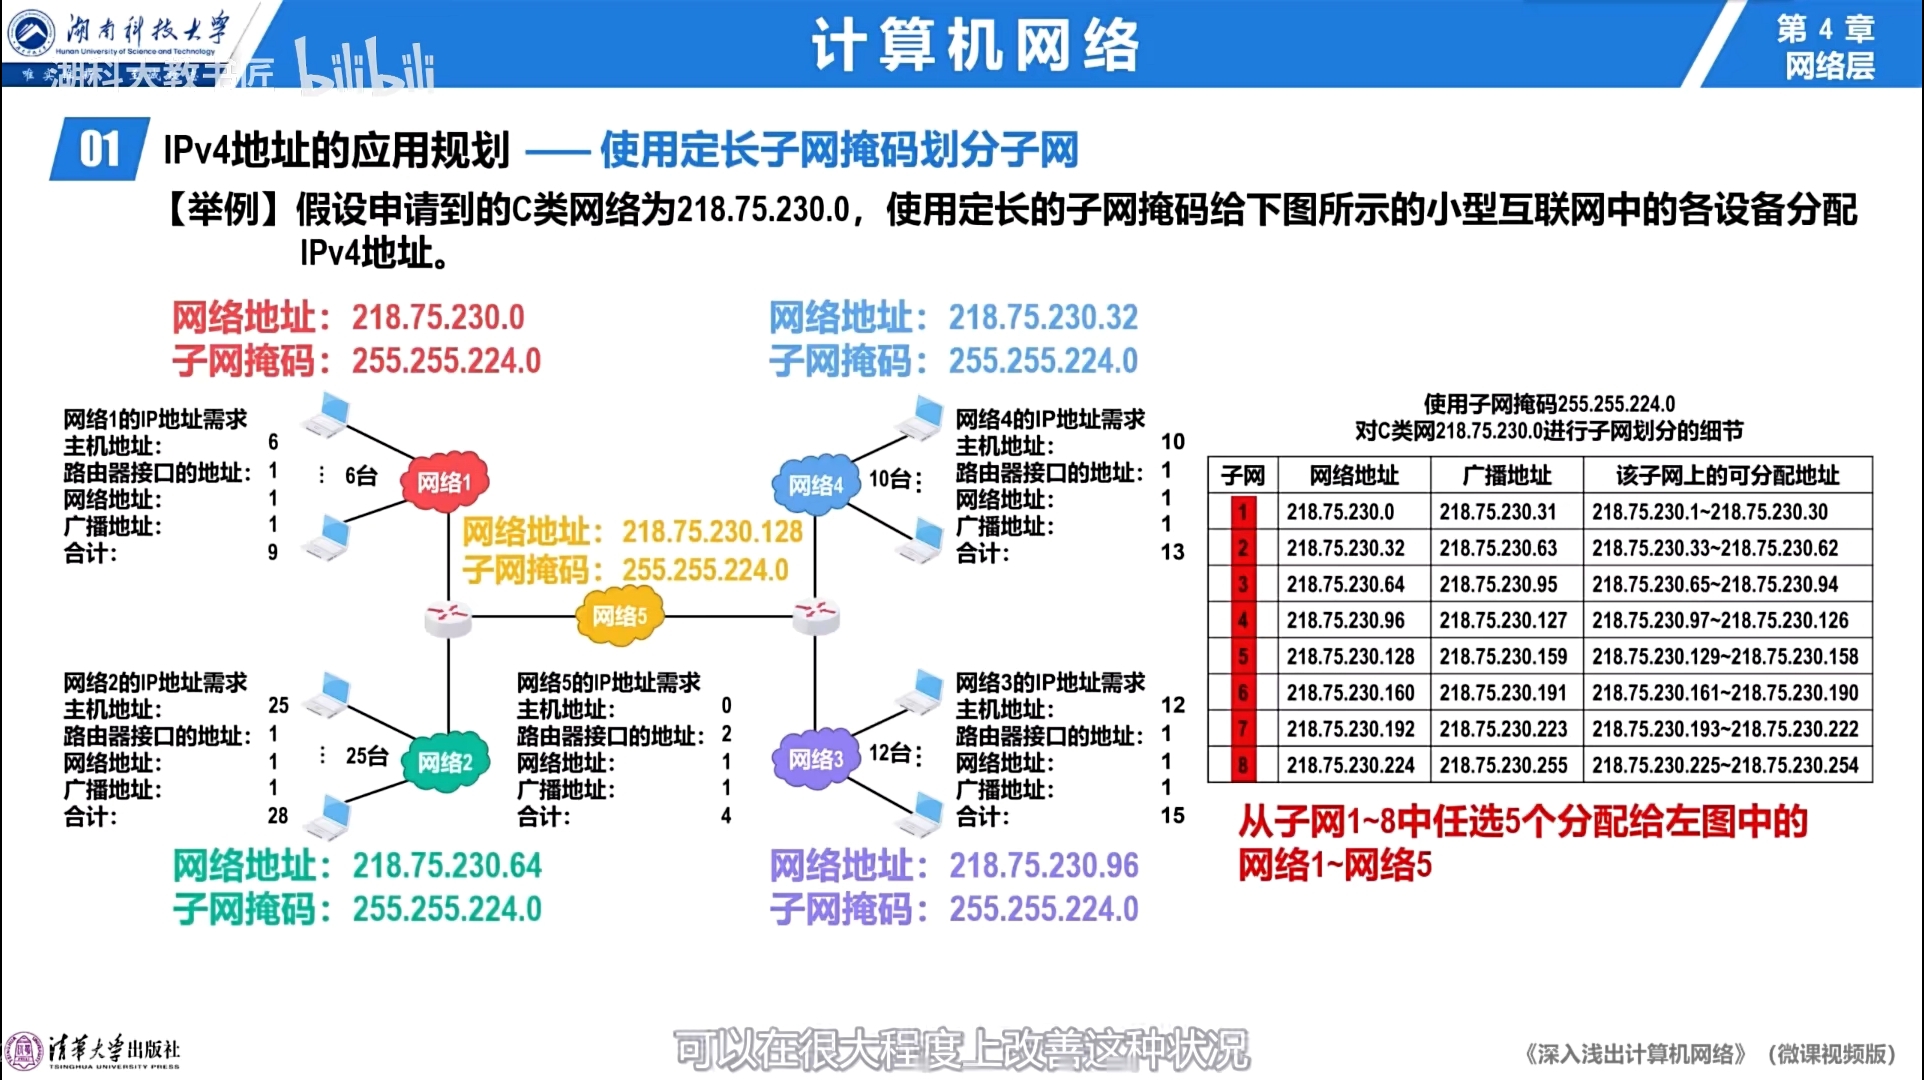 湖南科技大学
Hunan University of Science and Technology
湖科大教书匠 bilibili
计算机网络
第 4 章
网络层
01 IPv4地址的应用规划 —— 使用定长子网掩码划分子网
【举例】假设申请到的C类网络为218.75.230.0，使用定长的子网掩码给下图所示的小型互联网中的各设备分配
IPv4地址。
网络地址：218.75.230.0
子网掩码：255.255.224.0
网络地址：218.75.230.32
子网掩码：255.255.224.0
网络1的IP地址需求
主机地址： 6
路由器接口的地址： 1
网络地址： 1
广播地址： 1
合计： 9
6台
网络1
网络4
10台
网络4的IP地址需求
主机地址： 10
路由器接口的地址： 1
网络地址： 1
广播地址： 1
合计： 13
网络地址：218.75.230.128
子网掩码：255.255.224.0
网络5
网络2的IP地址需求
主机地址： 25
路由器接口的地址： 1
网络地址： 1
广播地址： 1
合计： 28
25台
网络2
网络5的IP地址需求
主机地址： 0
路由器接口的地址： 2
网络地址： 1
广播地址： 1
合计： 4
网络3
12台
网络3的IP地址需求
主机地址： 12
路由器接口的地址： 1
网络地址： 1
广播地址： 1
合计： 15
网络地址：218.75.230.64
子网掩码：255.255.224.0
网络地址：218.75.230.96
子网掩码：255.255.224.0
使用子网掩码255.255.224.0
对C类网218.75.230.0进行子网划分的细节
子网 网络地址 广播地址 该子网上的可分配地址
1 218.75.230.0 218.75.230.31 218.75.230.1~218.75.230.30
2 218.75.230.32 218.75.230.63 218.75.230.33~218.75.230.62
3 218.75.230.64 218.75.230.95 218.75.230.65~218.75.230.94
4 218.75.230.96 218.75.230.127 218.75.230.97~218.75.230.126
5 218.75.230.128 218.75.230.159 218.75.230.129~218.75.230.158
6 218.75.230.160 218.75.230.191 218.75.230.161~218.75.230.190
7 218.75.230.192 218.75.230.223 218.75.230.193~218.75.230.222
8 218.75.230.224 218.75.230.255 218.75.230.225~218.75.230.254
从子网1~8中任选5个分配给左图中的
网络1~网络5
清华大学出版社
TSINGHUA UNIVERSITY PRESS
可以在很大程度上改善这种状况
《深入浅出计算机网络》（微课视频版）